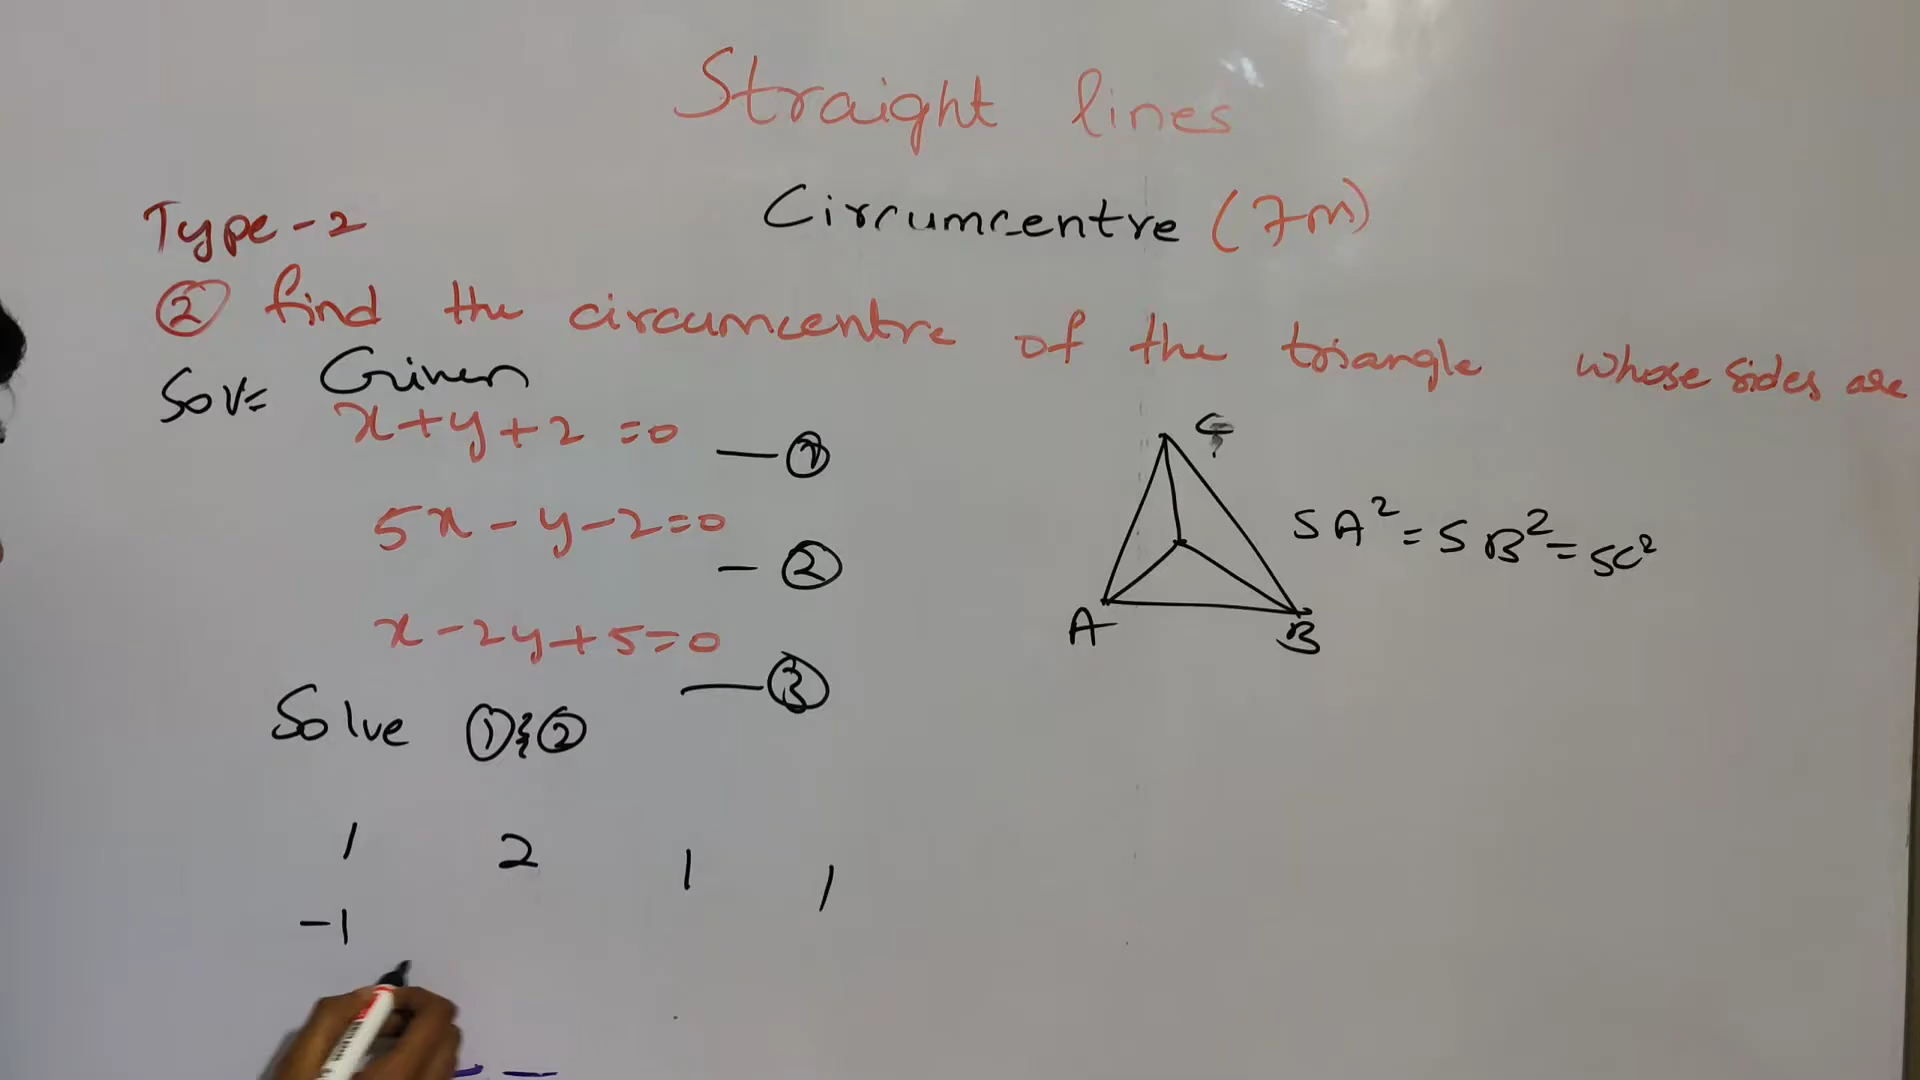 Straight lines
Circumcentre (7m)
Type-2
② find the circumcentre of the triangle whose sides are
Given
x+y+2=0 —①
5x-y-2=0 —②
x-2y+5=0 —③
C
SA²=SB²=SC²
A B
Solve ①&②
1 2 1 1
-1